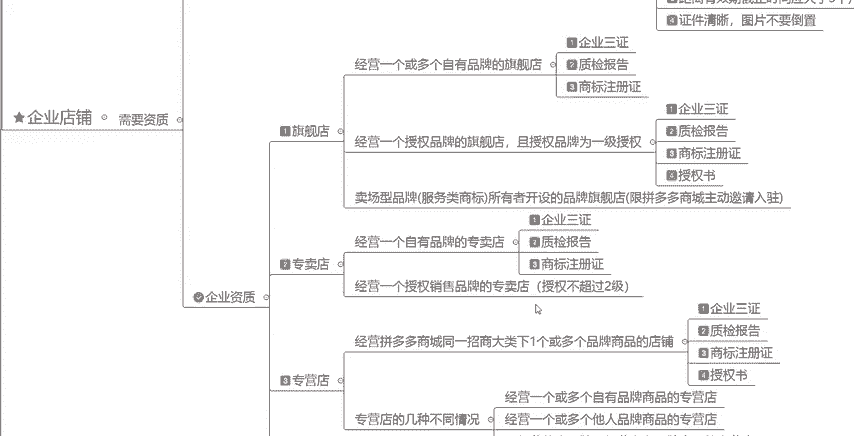 4 证件清晰，图片不要倒置
★企业店铺
需要资质
企业资质
1 旗舰店
经营一个或多个自有品牌的旗舰店
1 企业三证
2 质检报告
3 商标注册证
经营一个授权品牌的旗舰店，且授权品牌为一级授权
1 企业三证
2 质检报告
3 商标注册证
4 授权书
卖场型品牌(服务类商标)所有者开设的品牌旗舰店(限拼多多商城主动邀请入驻)
2 专卖店
经营一个自有品牌的专卖店
1 企业三证
2 质检报告
3 商标注册证
经营一个授权销售品牌的专卖店（授权不超过2级）
3 专营店
经营拼多多商城同一招商大类下1个或多个品牌商品的店铺
1 企业三证
2 质检报告
3 商标注册证
4 授权书
专营店的几种不同情况
经营一个或多个自有品牌商品的专营店
经营一个或多个他人品牌商品的专营店